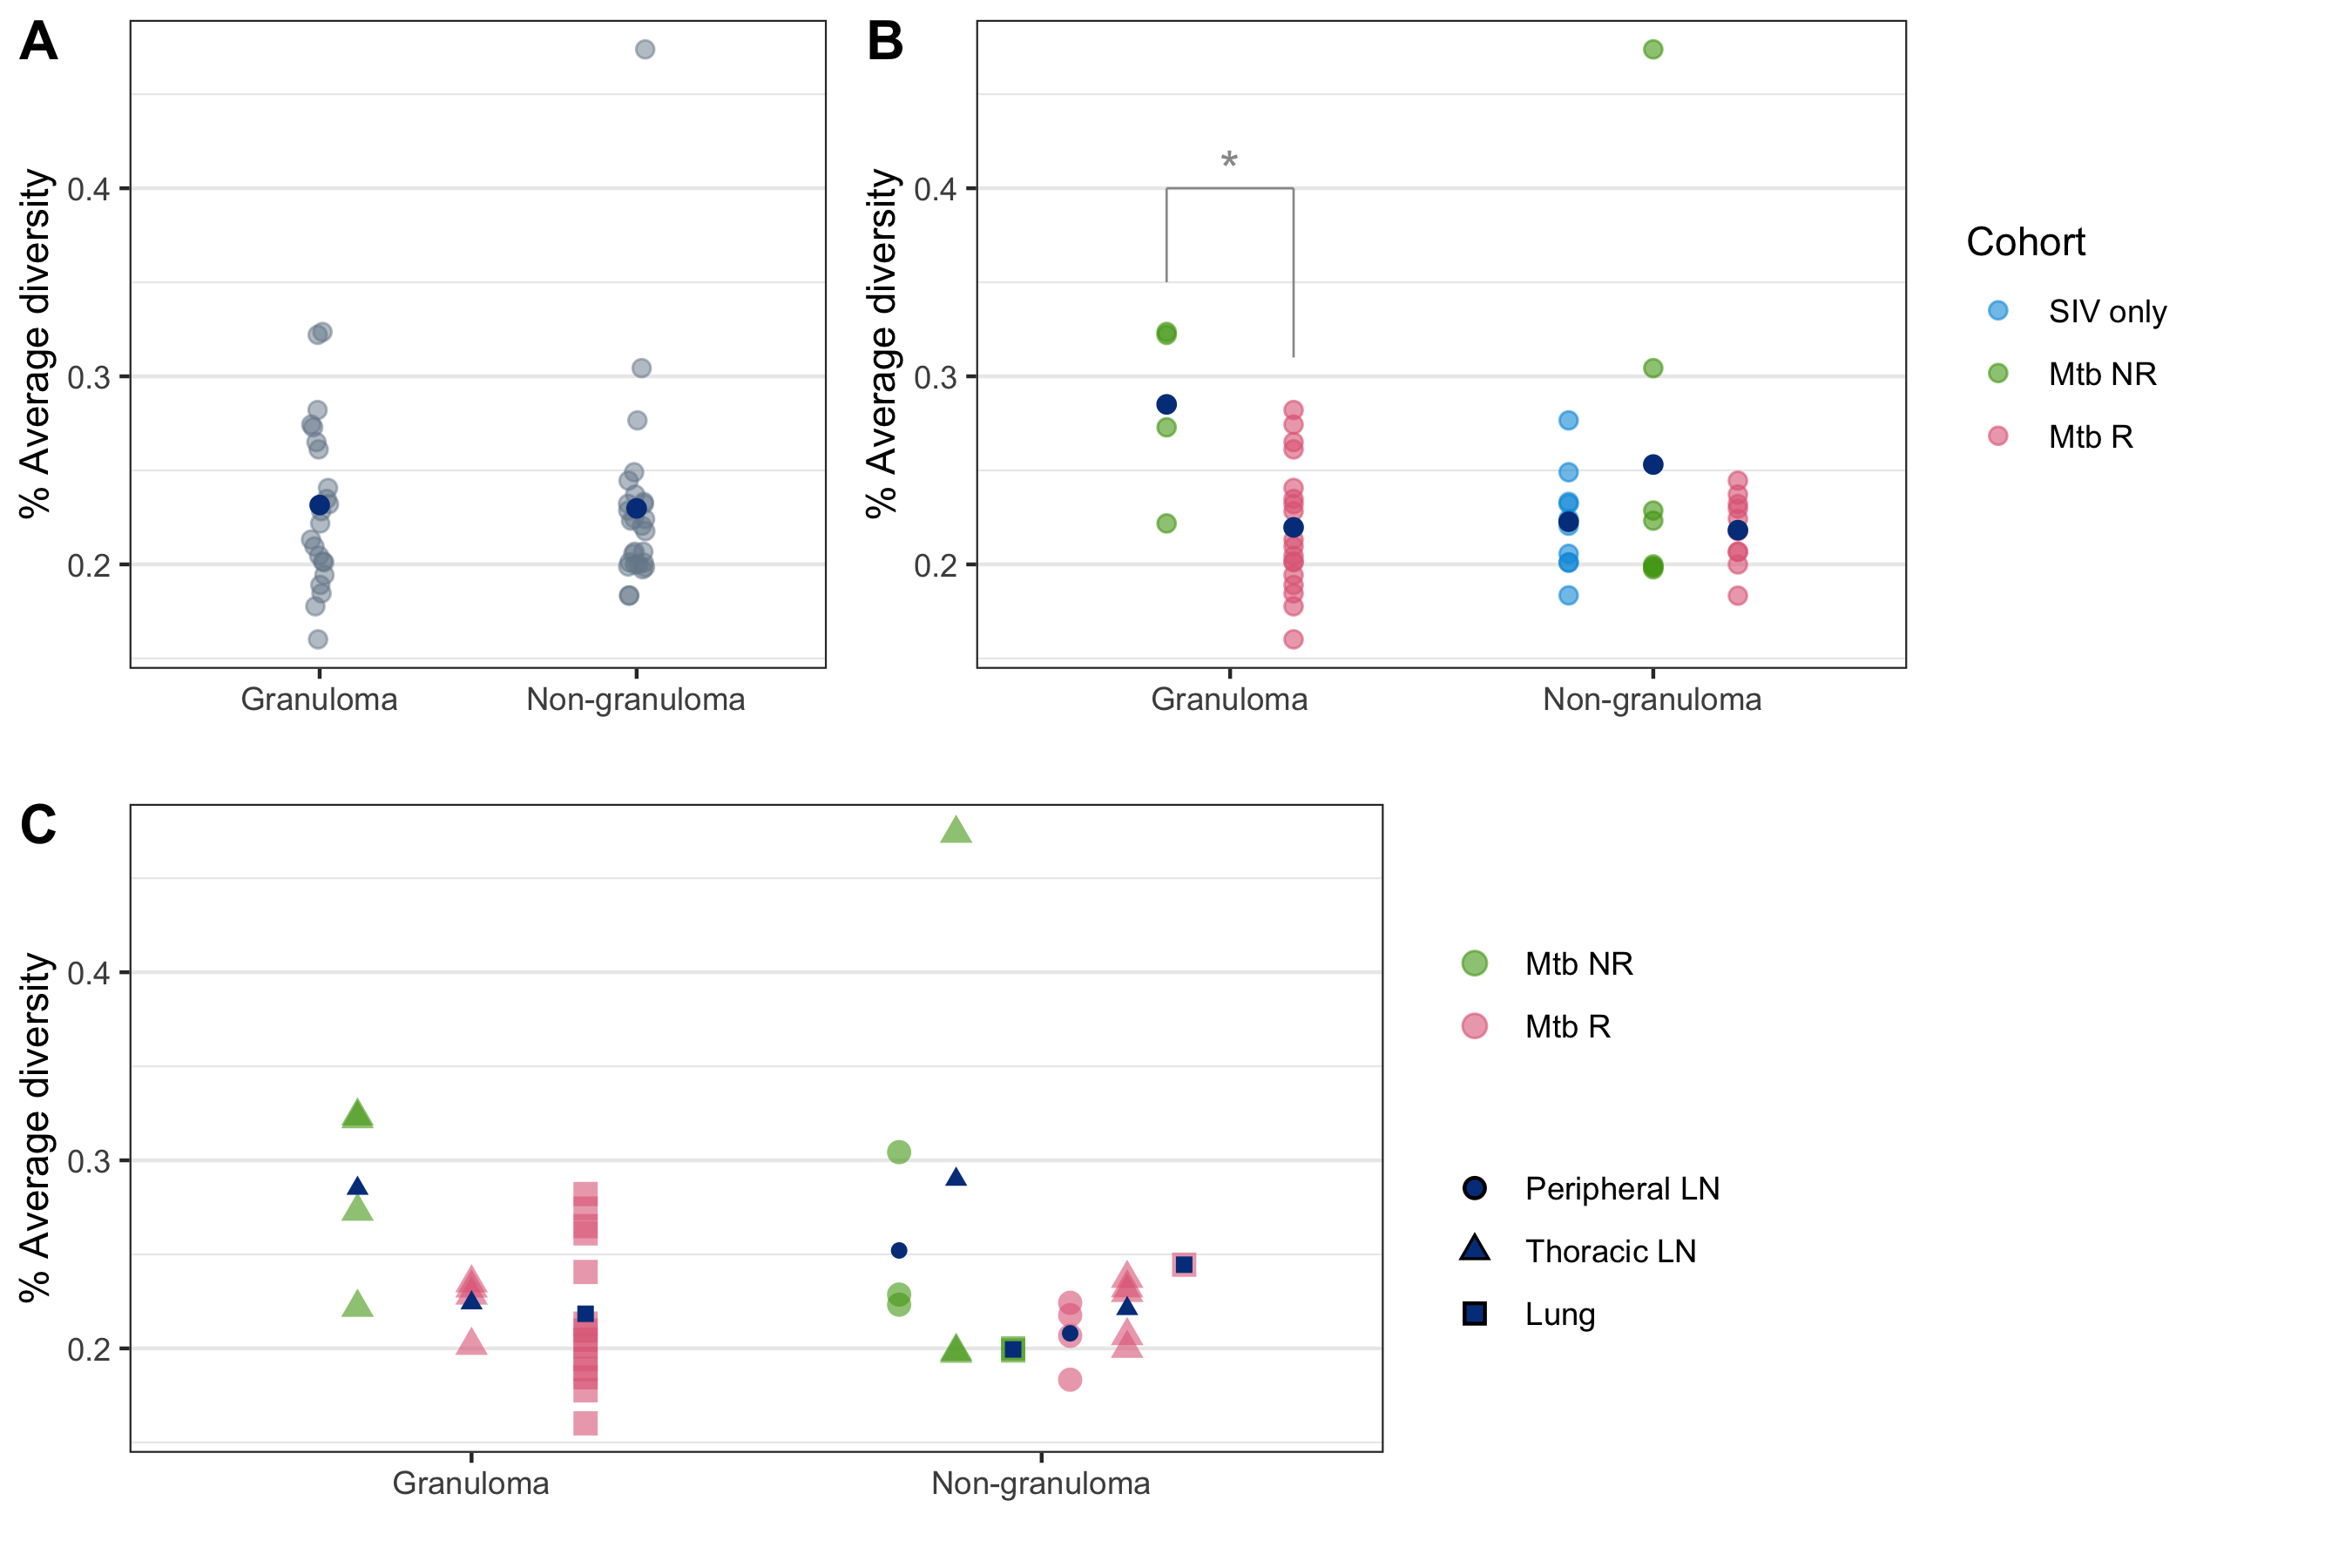 A
% Average diversity
0.4
0.3
0.2
Granuloma
Non-granuloma
B
% Average diversity
0.4
0.3
0.2
*
Granuloma
Non-granuloma
Cohort
SIV only
Mtb NR
Mtb R
C
% Average diversity
0.4
0.3
0.2
Granuloma
Non-granuloma
Mtb NR
Mtb R
Peripheral LN
Thoracic LN
Lung